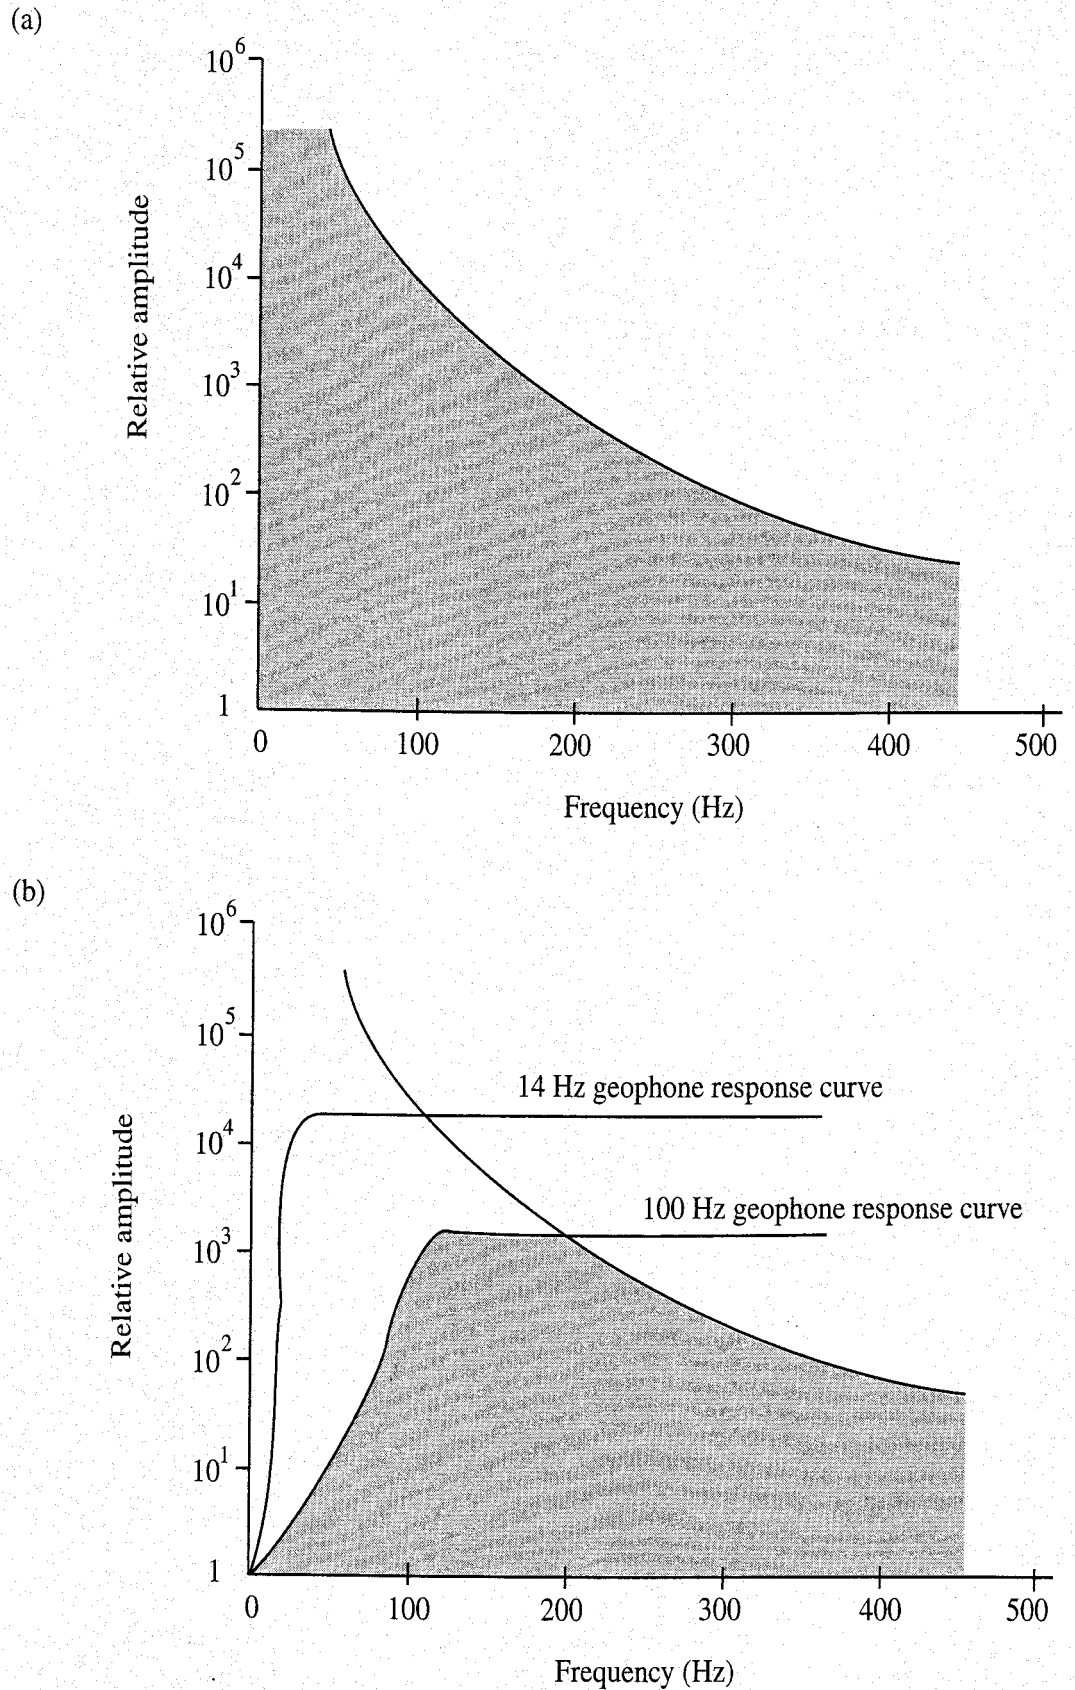 (a)
10^6
10^5
10^4
10^3
10^2
10^1
1
Relative amplitude
0 100 200 300 400 500
Frequency (Hz)
(b)
10^6
10^5
10^4
10^3
10^2
10^1
1
Relative amplitude
14 Hz geophone response curve
100 Hz geophone response curve
0 100 200 300 400 500
Frequency (Hz)